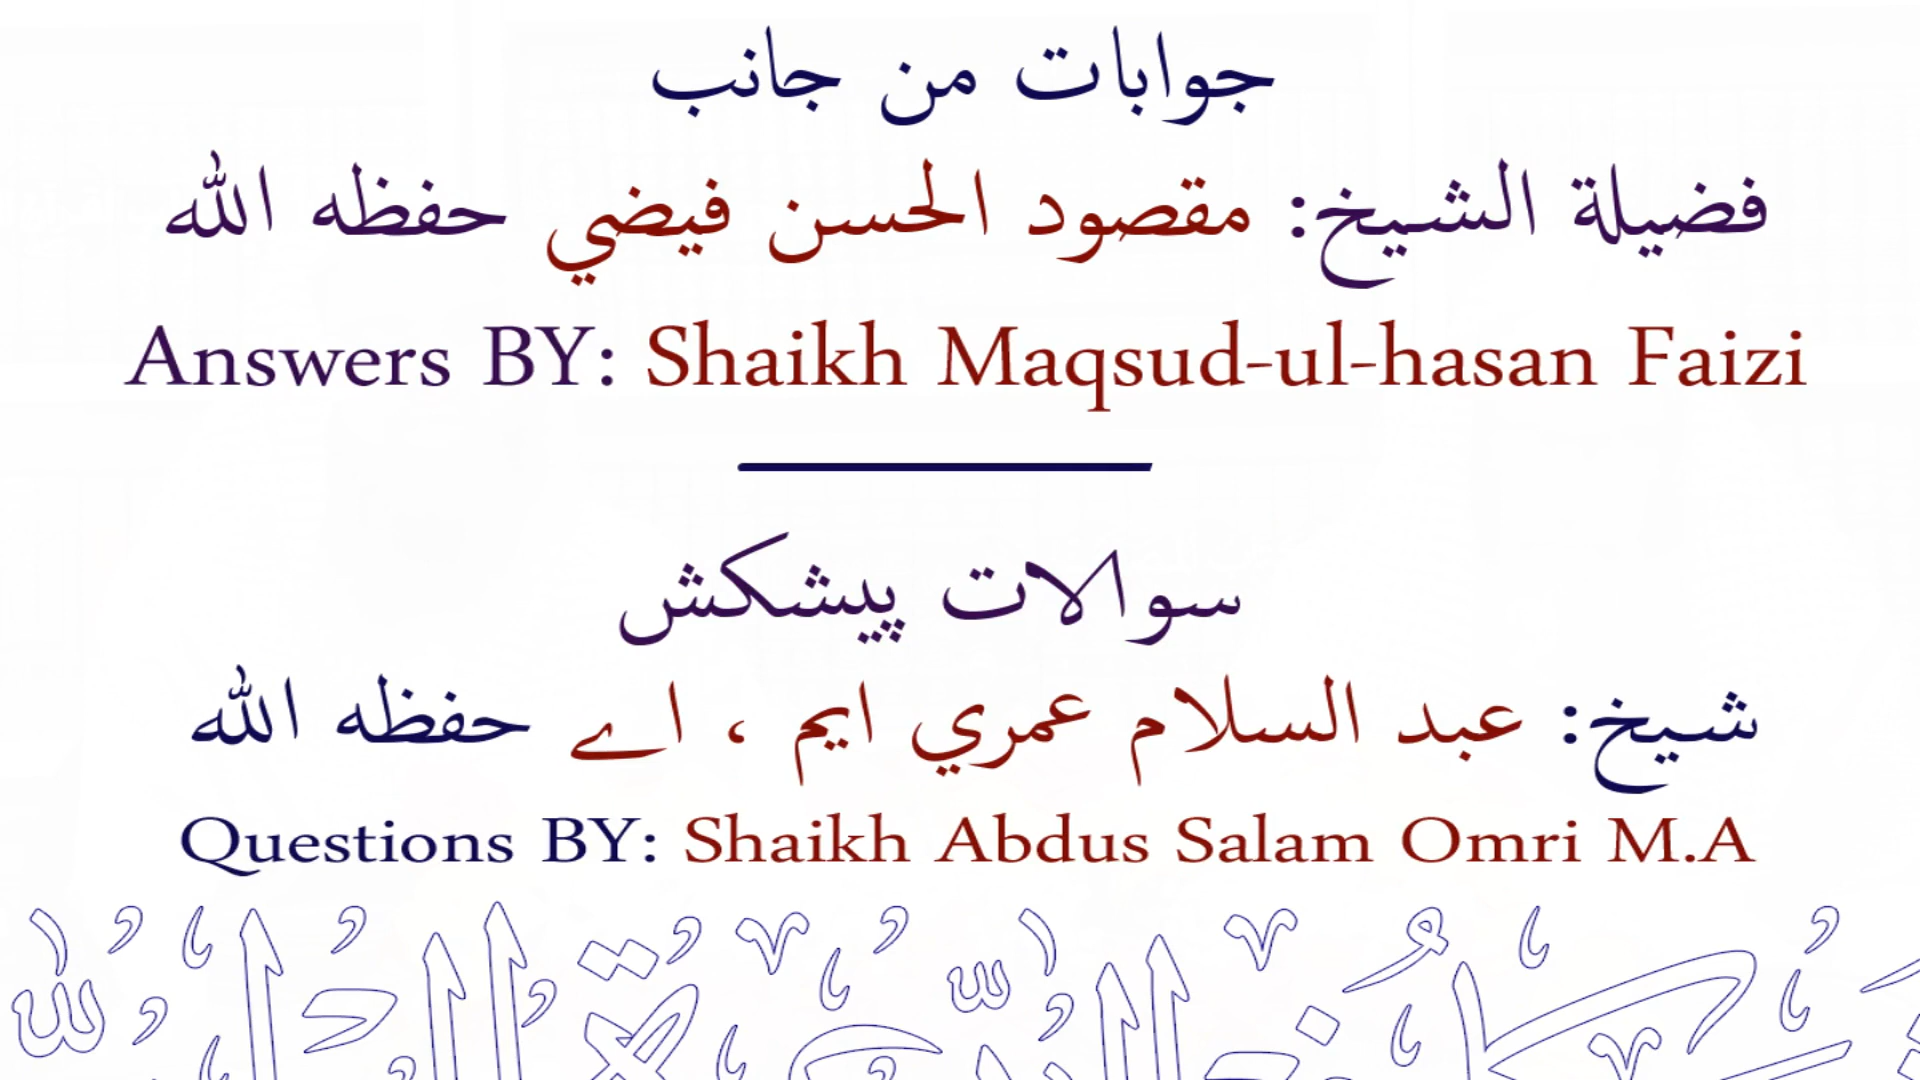 جوابات من جانب
فضيلة الشيخ: مقصود الحسن فيضي حفظه الله
Answers BY: Shaikh Maqsud-ul-hasan Faizi
سوالات پیشکش
شيخ: عبد السلام عمري ايم ، اے حفظه الله
Questions BY: Shaikh Abdus Salam Omri M.A